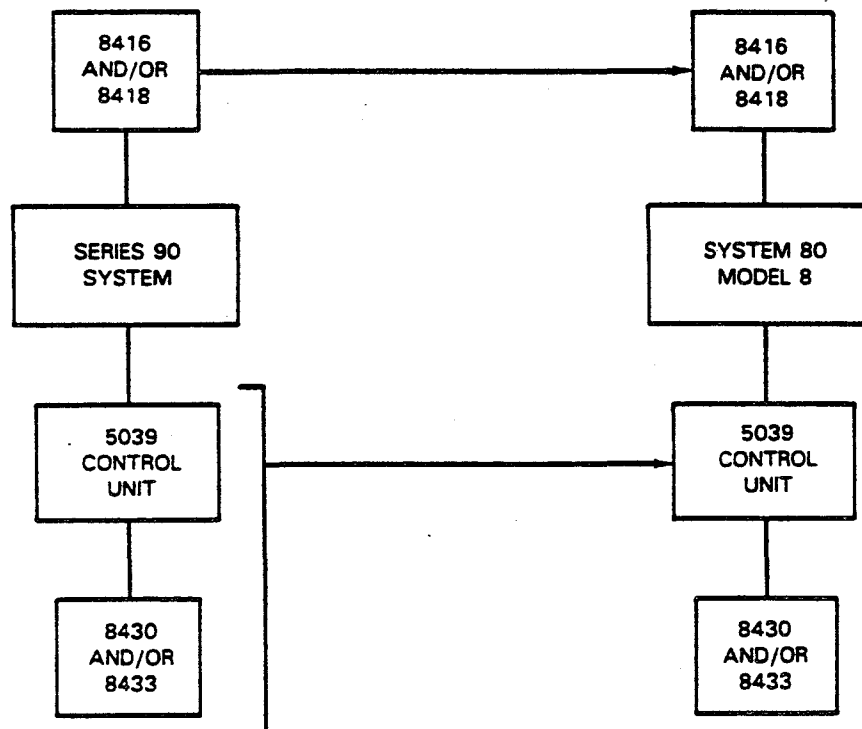 8416
AND/OR
8418
8416
AND/OR
8418
SERIES 90
SYSTEM
SYSTEM 80
MODEL 8
5039
CONTROL
UNIT
5039
CONTROL
UNIT
8430
AND/OR
8433
8430
AND/OR
8433